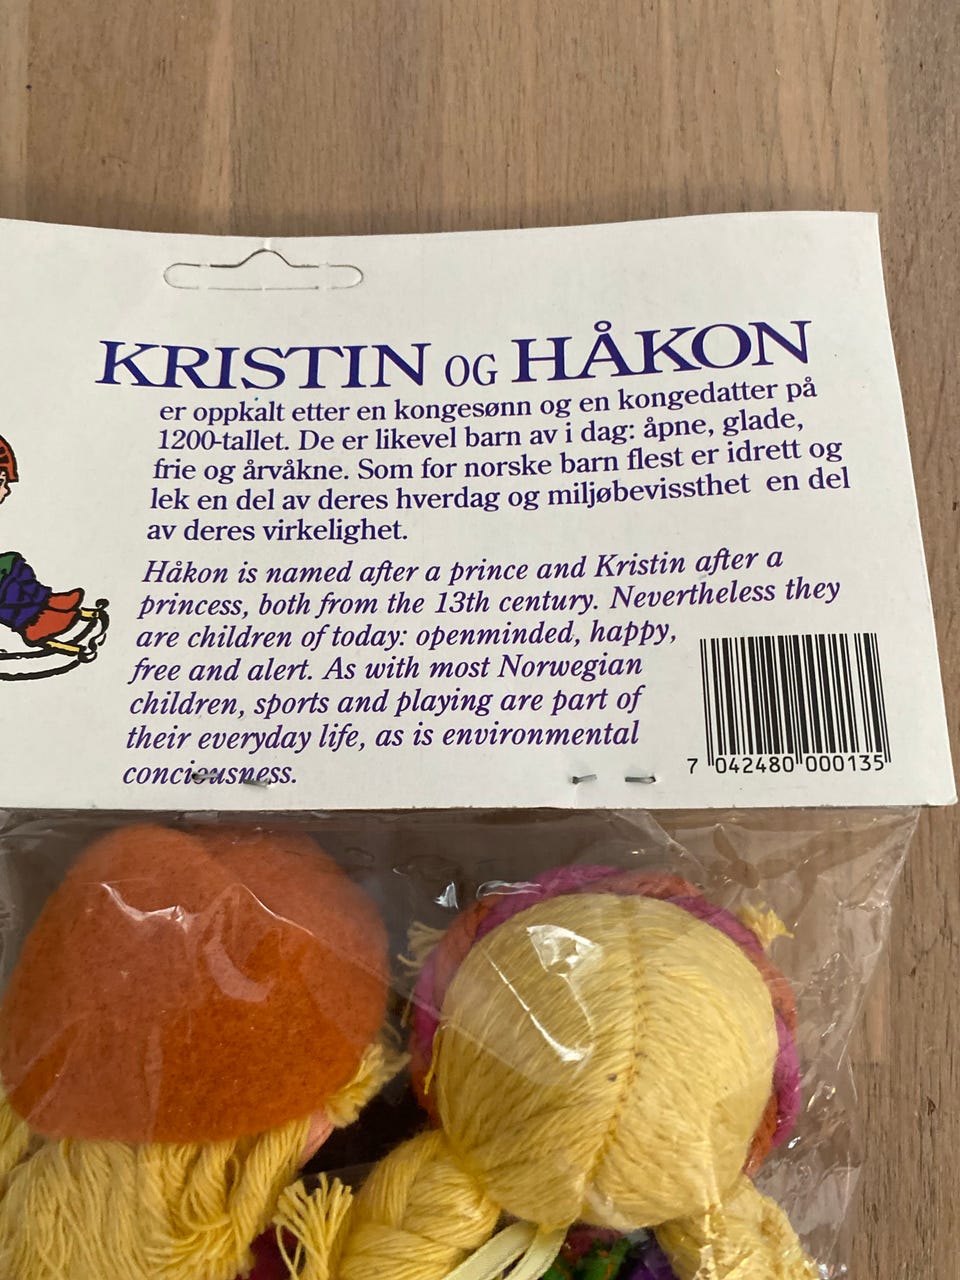 KRISTIN OG HÅKON
er oppkalt etter en kongesønn og en kongedatter på
1200-tallet. De er likevel barn av i dag: åpne, glade,
frie og årvåkne. Som for norske barn flest er idrett og
lek en del av deres hverdag og miljøbevissthet en del
av deres virkelighet.
Håkon is named after a prince and Kristin after a
princess, both from the 13th century. Nevertheless they
are children of today: openminded, happy,
free and alert. As with most Norwegian
children, sports and playing are part of
their everyday life, as is environmental
conciousness.
7 042480 000135